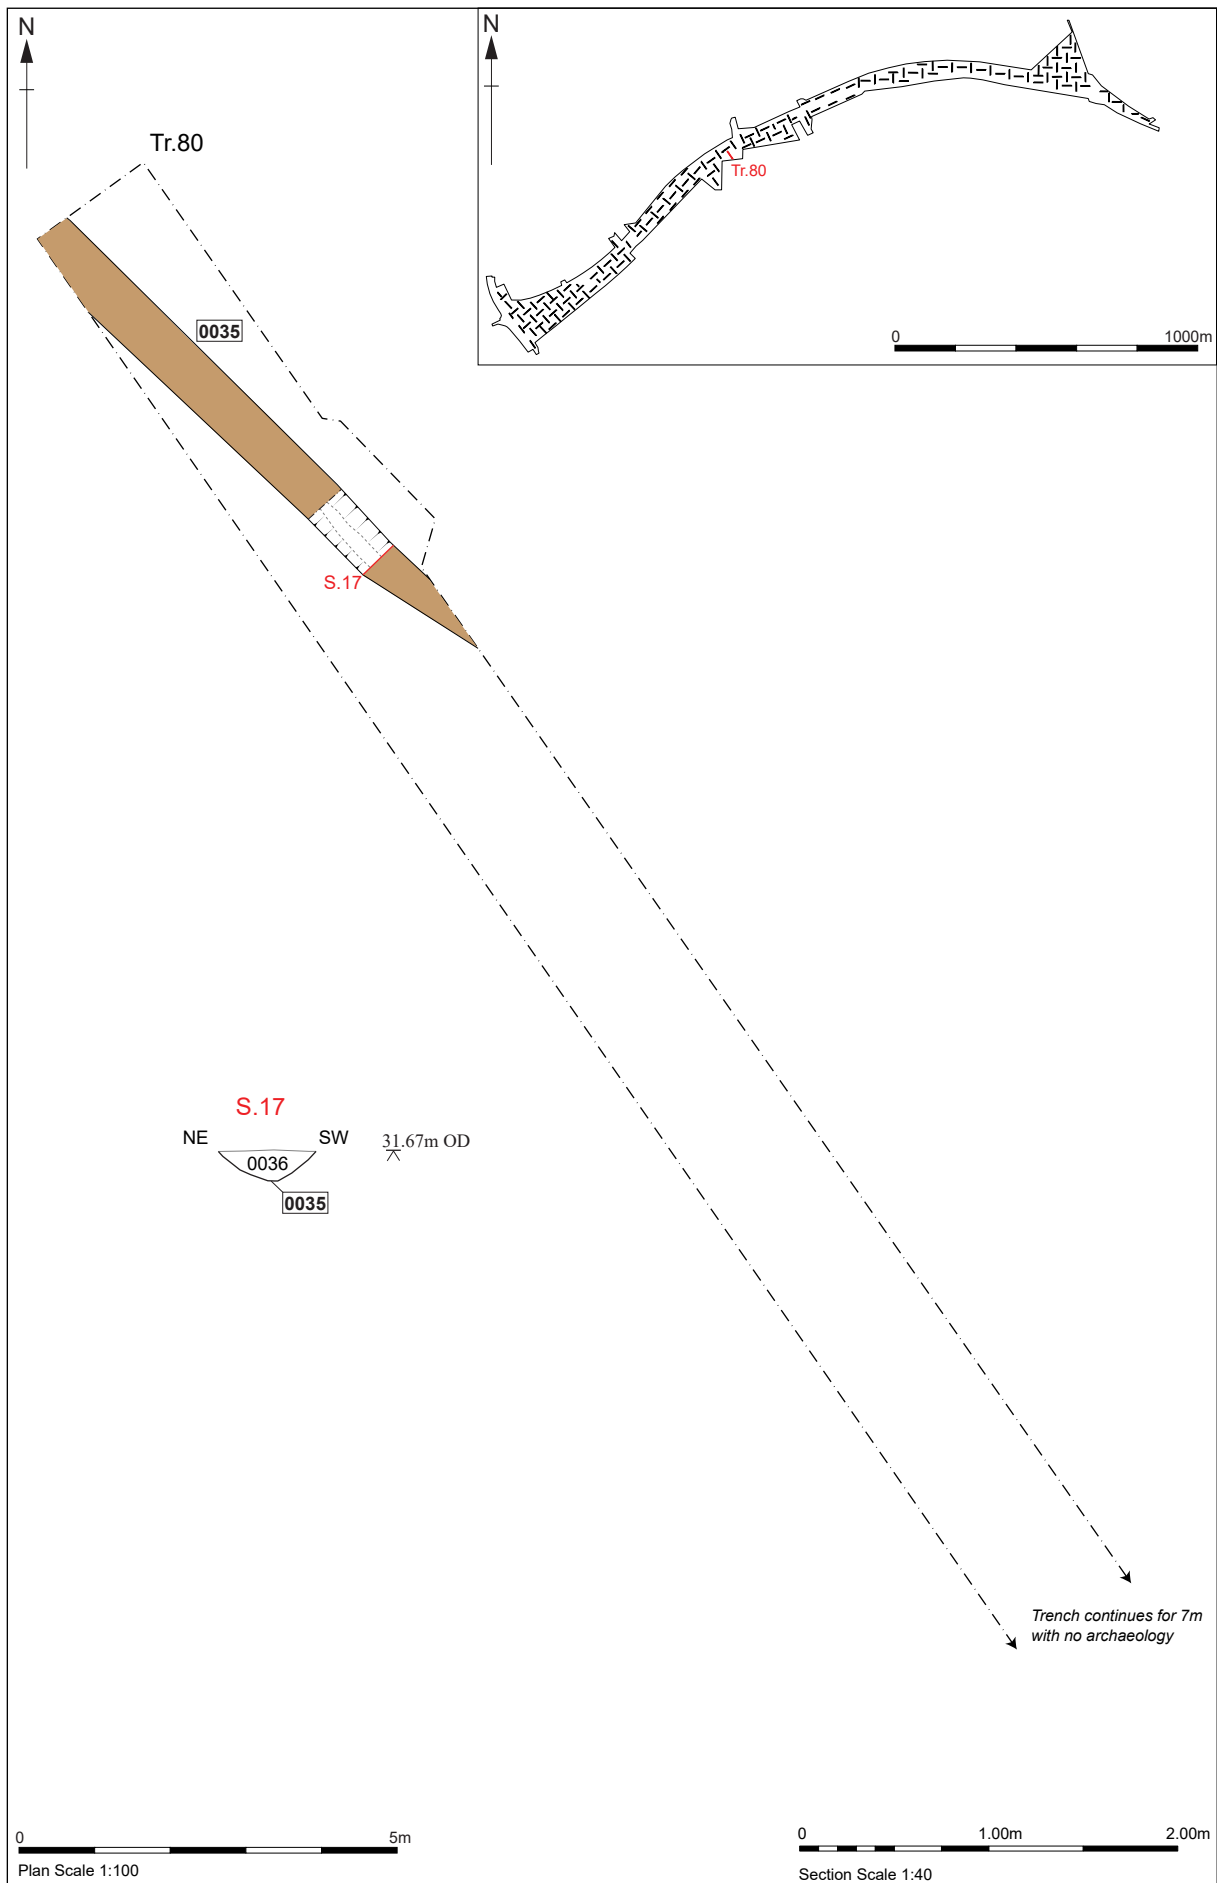 N
Tr.80
0035
N
Tr.80
0 1000m
S.17
S.17
NE SW 31.67m OD
0036
0035
Trench continues for 7m
with no archaeology
0 5m
Plan Scale 1:100
0 1.00m 2.00m
Section Scale 1:40